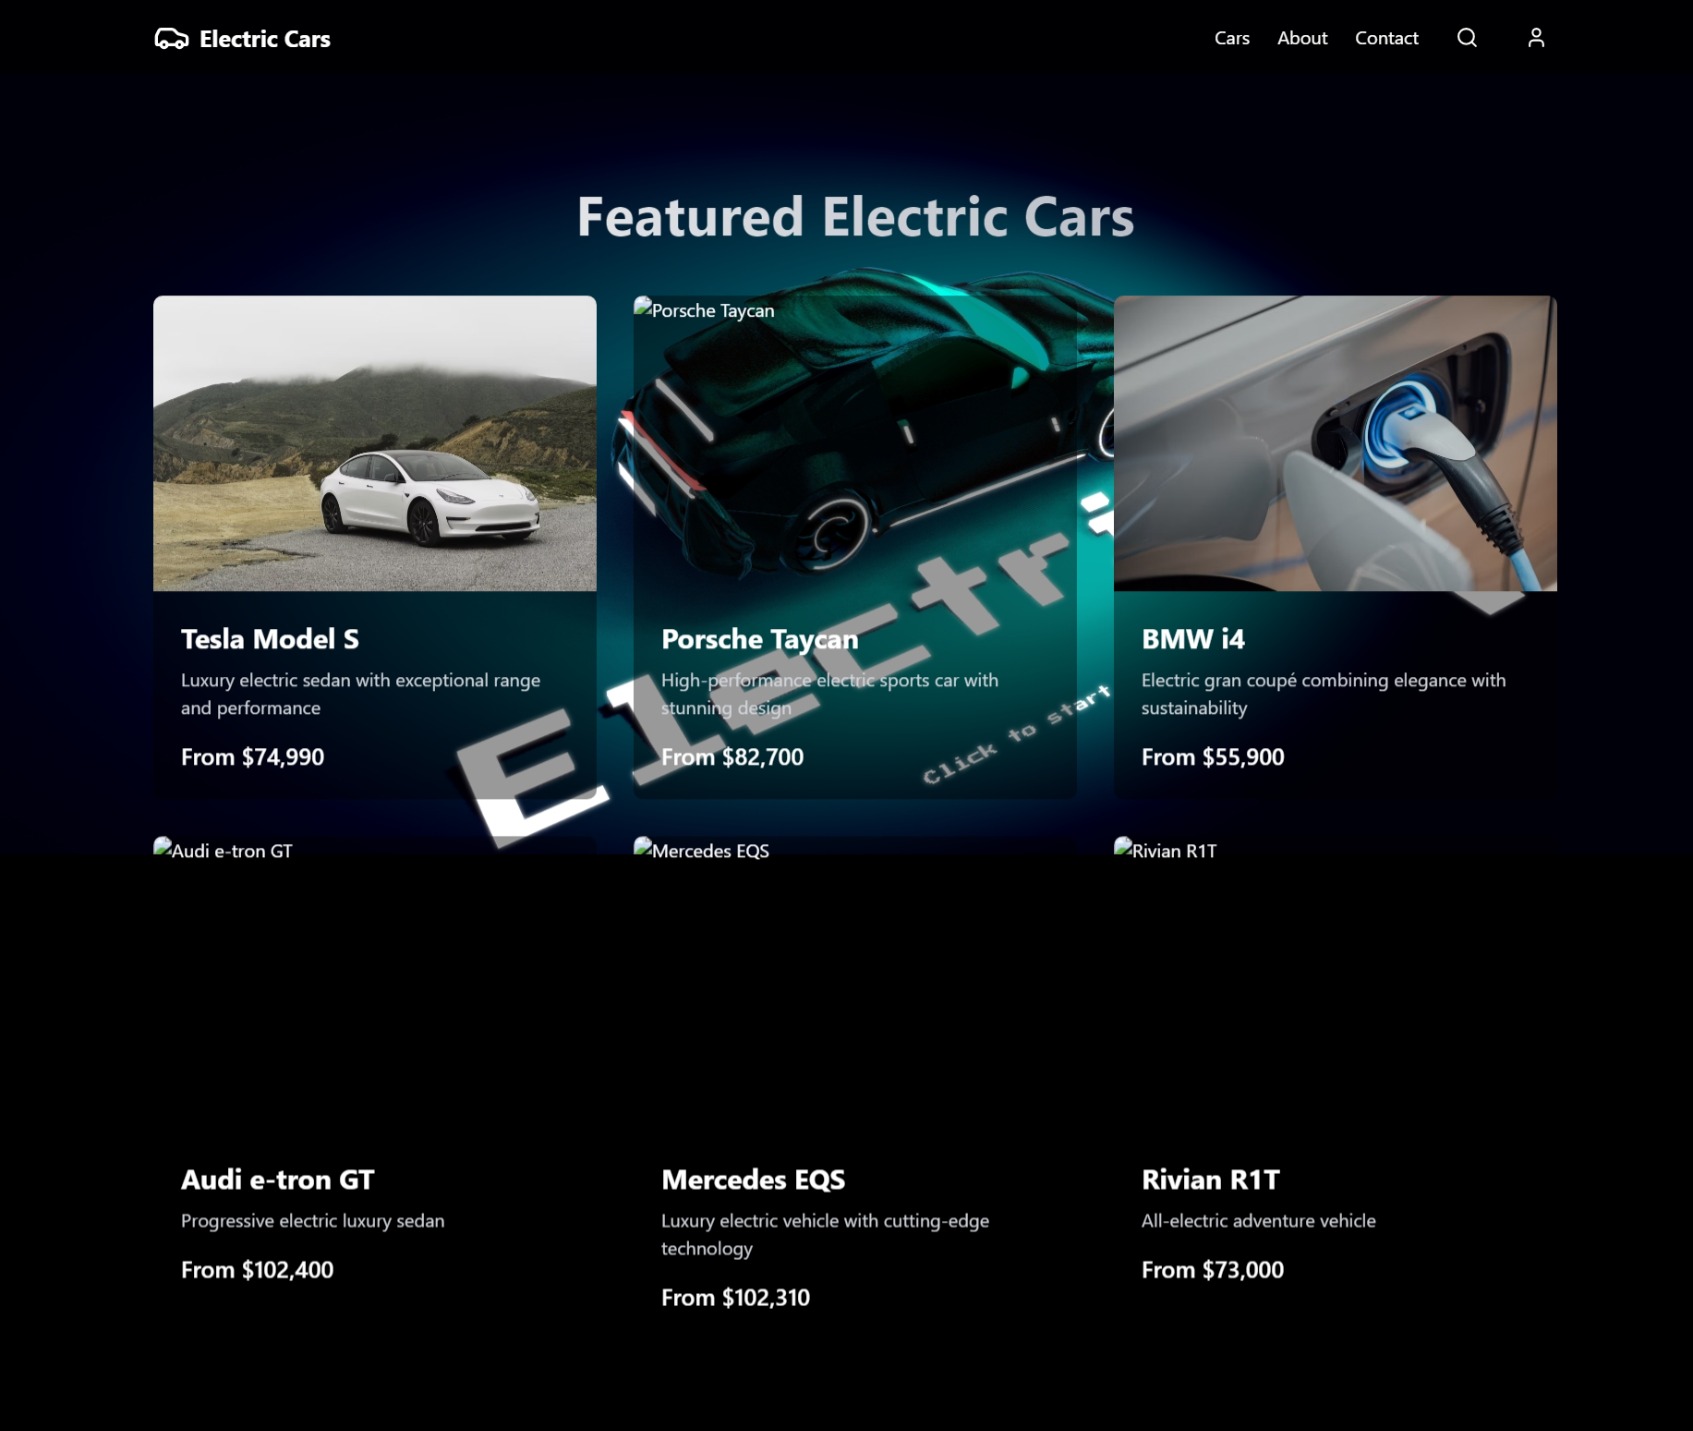 Electric Cars
Cars
About
Contact
Featured Electric Cars
Porsche Taycan
Tesla Model S
Luxury electric sedan with exceptional range
and performance
From $74,990
Porsche Taycan
High-performance electric sports car with
stunning design
From $82,700
BMW i4
Electric gran coupé combining elegance with
sustainability
From $55,900
Click to start
Audi e-tron GT
Mercedes EQS
Rivian R1T
Audi e-tron GT
Progressive electric luxury sedan
From $102,400
Mercedes EQS
Luxury electric vehicle with cutting-edge
technology
From $102,310
Rivian R1T
All-electric adventure vehicle
From $73,000